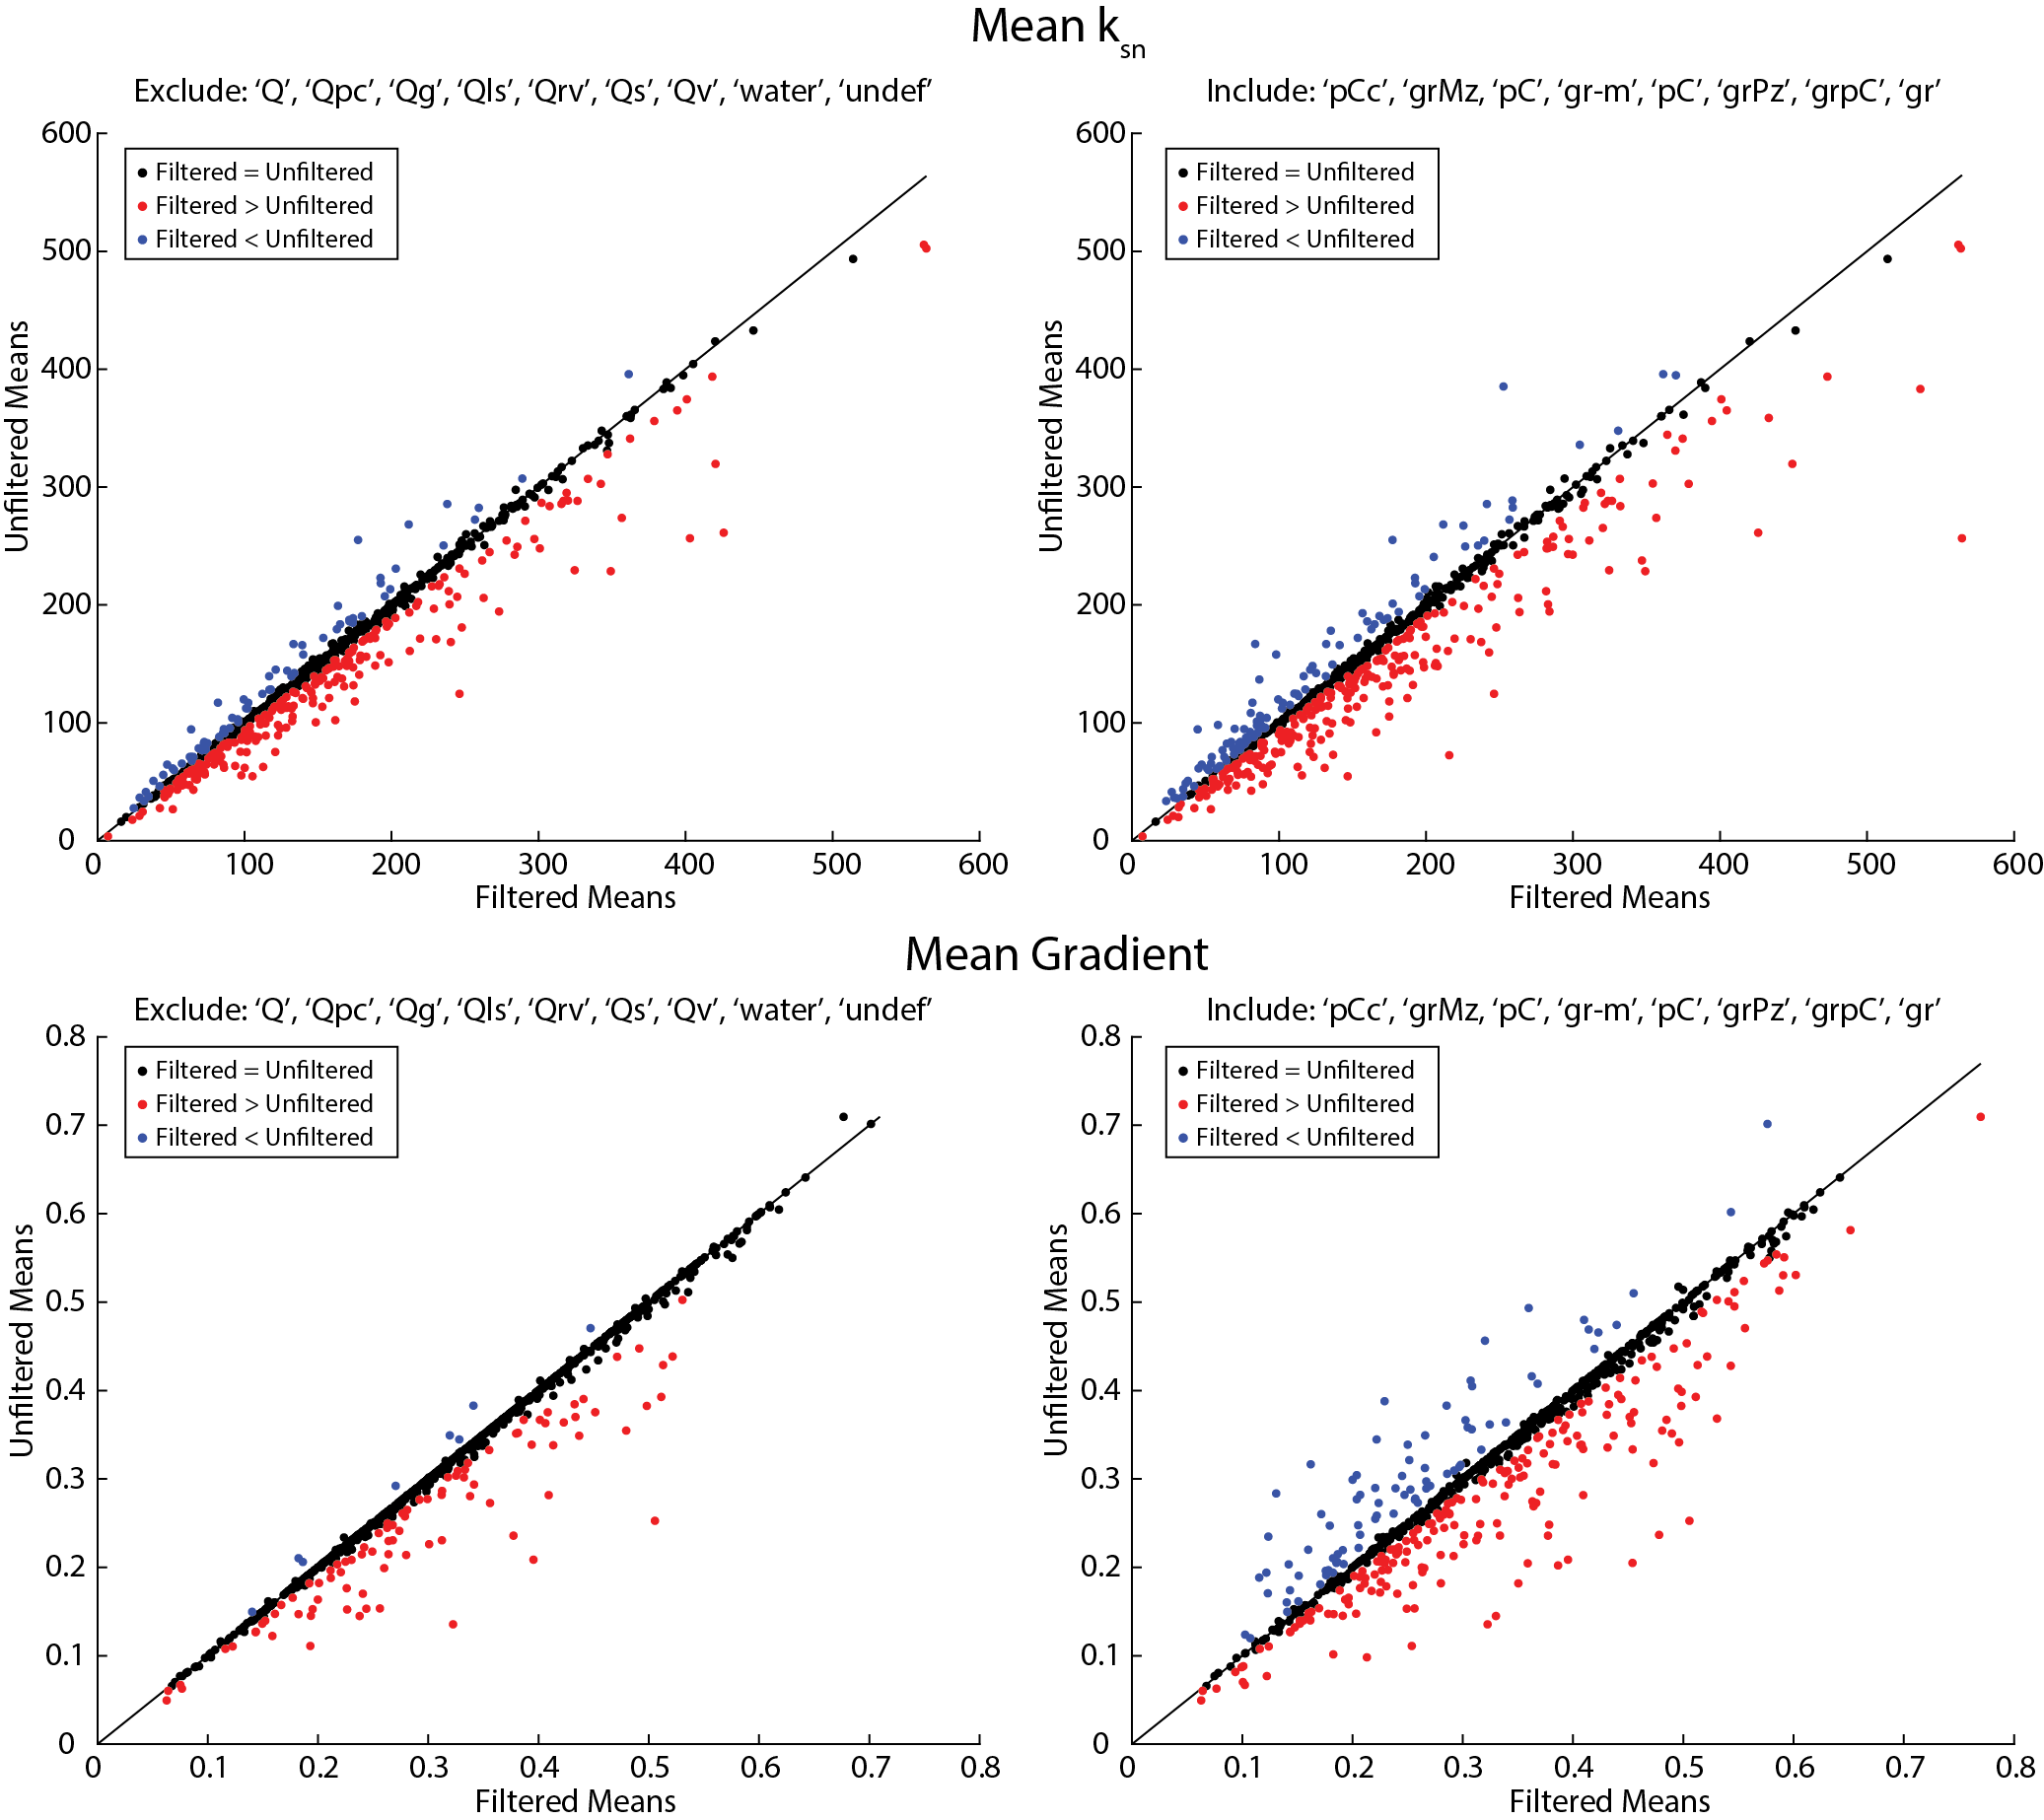 Mean ksn
Exclude: ‘Q’, ‘Qpc’, ‘Qg’, ‘Qls’, ‘Qrv’, ‘Qs’, ‘Qv’, ‘water’, ‘undef’
600
500
400
300
200
100
0
Unfiltered Means
Filtered = Unfiltered
Filtered > Unfiltered
Filtered < Unfiltered
0 100 200 300 400 500 600
Filtered Means
Include: ‘pCc’, ‘grMz, ‘pC’, ‘gr-m’, ‘pC’, ‘grPz’, ‘grpC’, ‘gr’
600
500
400
300
200
100
0
Unfiltered Means
Filtered = Unfiltered
Filtered > Unfiltered
Filtered < Unfiltered
0 100 200 300 400 500 600
Filtered Means
Mean Gradient
Exclude: ‘Q’, ‘Qpc’, ‘Qg’, ‘Qls’, ‘Qrv’, ‘Qs’, ‘Qv’, ‘water’, ‘undef’
0.8
0.7
0.6
0.5
0.4
0.3
0.2
0.1
0
Unfiltered Means
Filtered = Unfiltered
Filtered > Unfiltered
Filtered < Unfiltered
0 0.1 0.2 0.3 0.4 0.5 0.6 0.7 0.8
Filtered Means
Include: ‘pCc’, ‘grMz, ‘pC’, ‘gr-m’, ‘pC’, ‘grPz’, ‘grpC’, ‘gr’
0.8
0.7
0.6
0.5
0.4
0.3
0.2
0.1
0
Unfiltered Means
Filtered = Unfiltered
Filtered > Unfiltered
Filtered < Unfiltered
0 0.1 0.2 0.3 0.4 0.5 0.6 0.7 0.8
Filtered Means